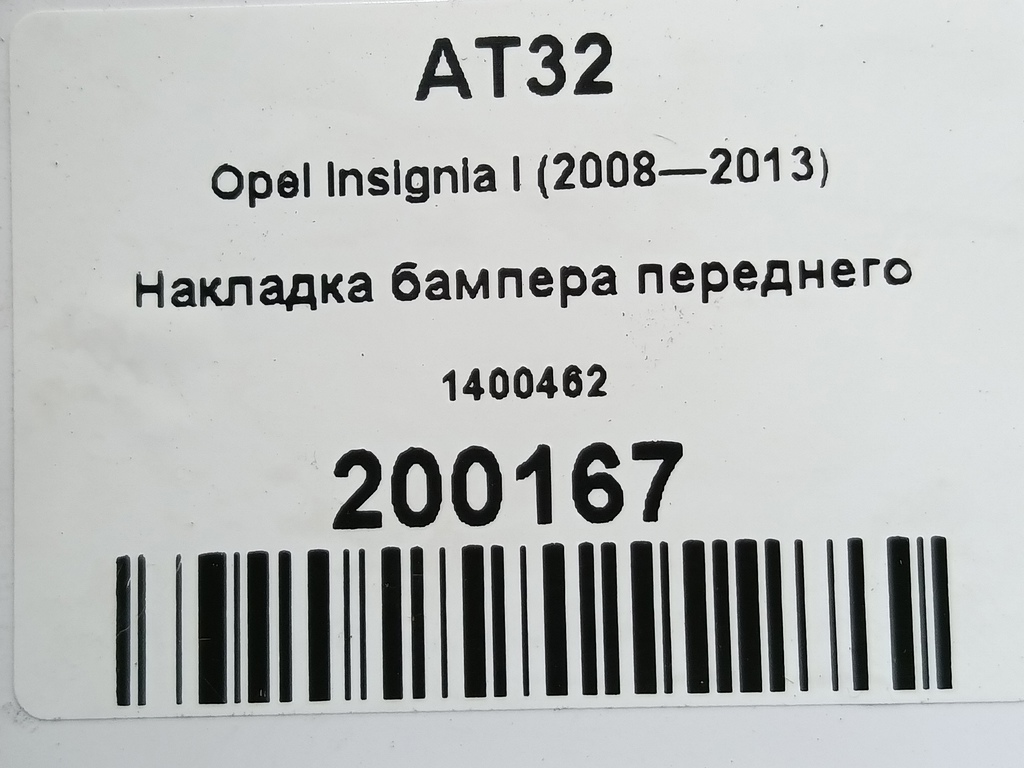 AT32
Opel Insignia I (2008—2013)
Накладка бампера переднего
1400462
200167